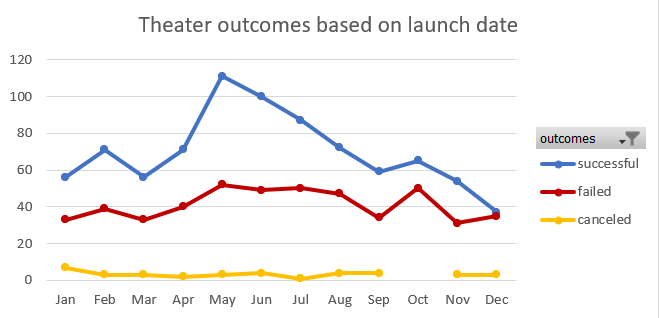 Theater outcomes based on launch date
120
100
80
60
40
20
0
Jan Feb Mar Apr May Jun Jul Aug Sep Oct Nov Dec
outcomes
successful
failed
canceled